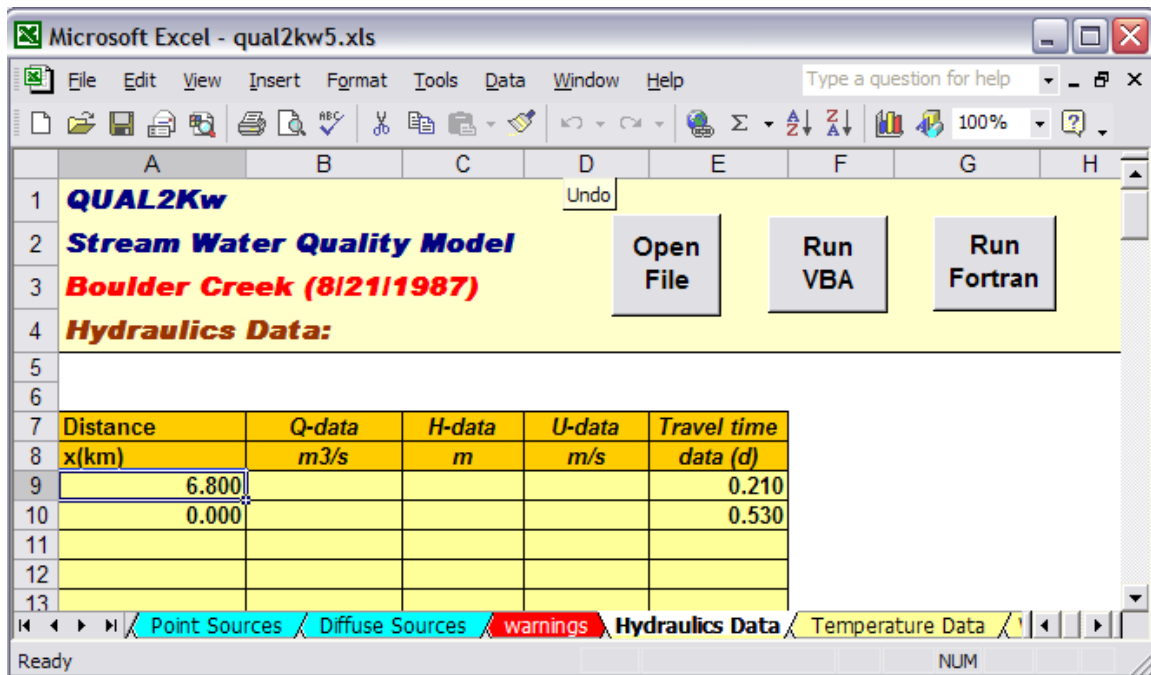 Microsoft Excel - qual2kw5.xls
File Edit View Insert Format Tools Data Window Help Type a question for help
ABC Σ A Z Z A 100% ?
A B C D E F G H
Undo
1 QUAL2Kw
2 Stream Water Quality Model
3 Boulder Creek (8/21/1987)
4 Hydraulics Data:
Open File
Run VBA
Run Fortran
5
6
7 Distance Q-data H-data U-data Travel time
8 x(km) m3/s m m/s data (d)
9 6.800 0.210
10 0.000 0.530
11
12
13
Point Sources Diffuse Sources warnings Hydraulics Data Temperature Data
Ready NUM